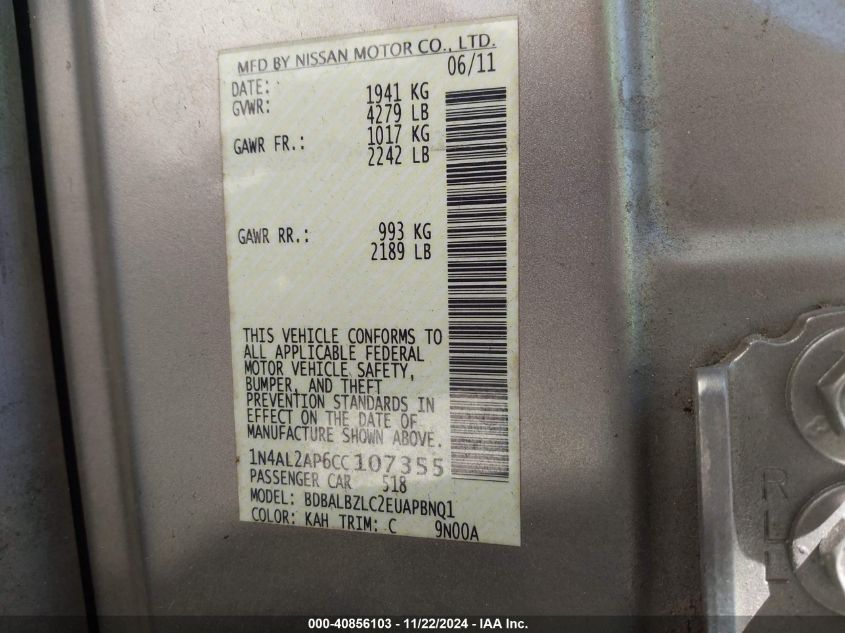 MFD BY NISSAN MOTOR CO., LTD.
DATE: 06/11
GVWR: 1941 KG
4279 LB
GAWR FR.: 1017 KG
2242 LB
GAWR RR.: 993 KG
2189 LB
THIS VEHICLE CONFORMS TO
ALL APPLICABLE FEDERAL
MOTOR VEHICLE SAFETY,
BUMPER, AND THEFT
PREVENTION STANDARDS IN
EFFECT ON THE DATE OF
MANUFACTURE SHOWN ABOVE.
1N4AL2AP6CC107355
PASSENGER CAR 518
MODEL: BDBALBZLC2EUAPBNQ1
COLOR: KAH TRIM: C 9N00A
RLL
000-40856103 - 11/22/2024 - IAA Inc.